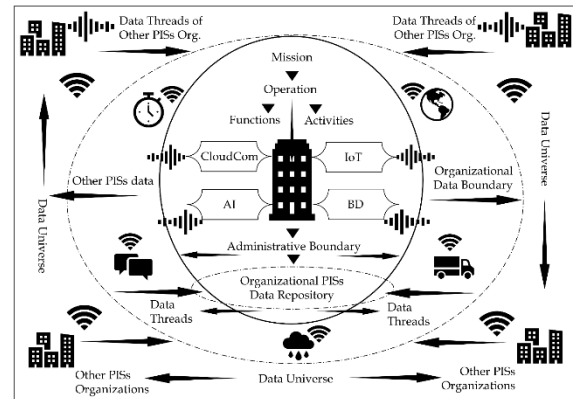 Data Threads of
Other PISs Org.
Data Threads of
Other PISs Org.
Mission
Operation
Functions
Activities
CloudCom
IoT
AI
BD
Other PISs data
Organizational
Data Boundary
Data Universe
Data Universe
Administrative Boundary
Organizational PISs
Data Repository
Data
Threads
Data
Threads
Other PISs
Organizations
Data Universe
Other PISs
Organizations